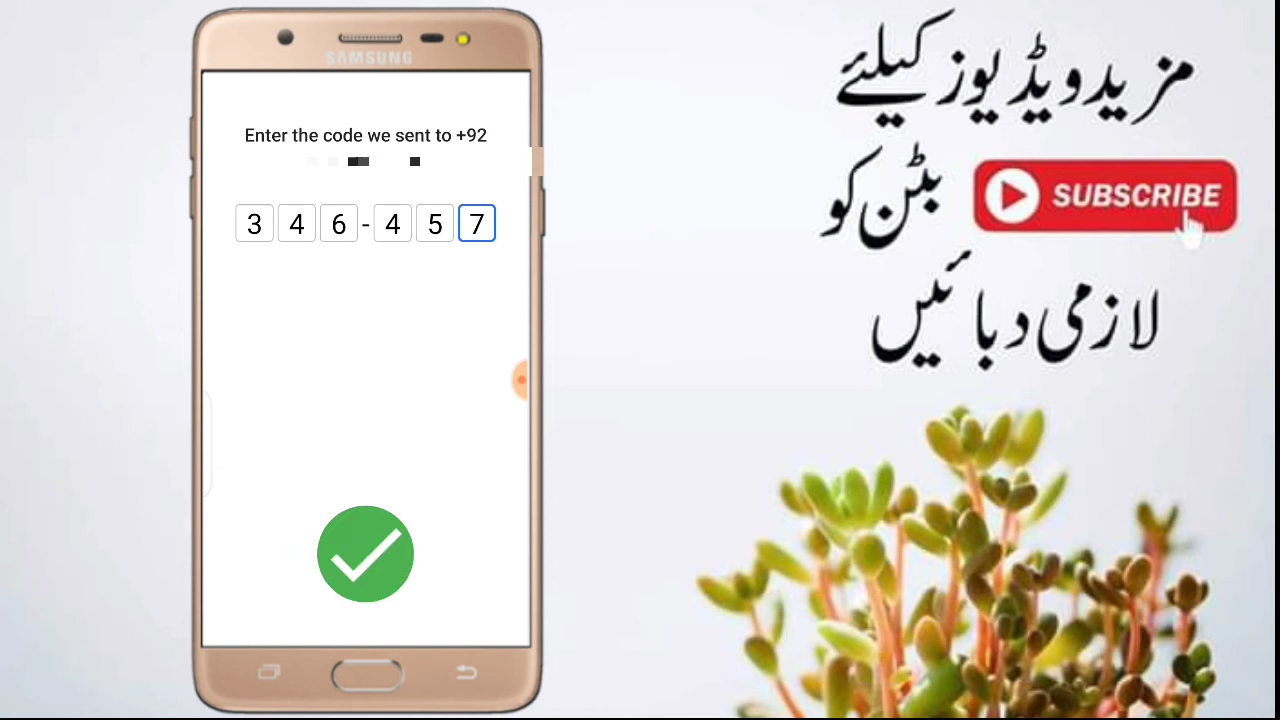 SAMSUNG
Enter the code we sent to +92
3 4 6 - 4 5 7
مزید ویڈیوز کیلئے
SUBSCRIBE بٹن کو
لازمی دبائیں